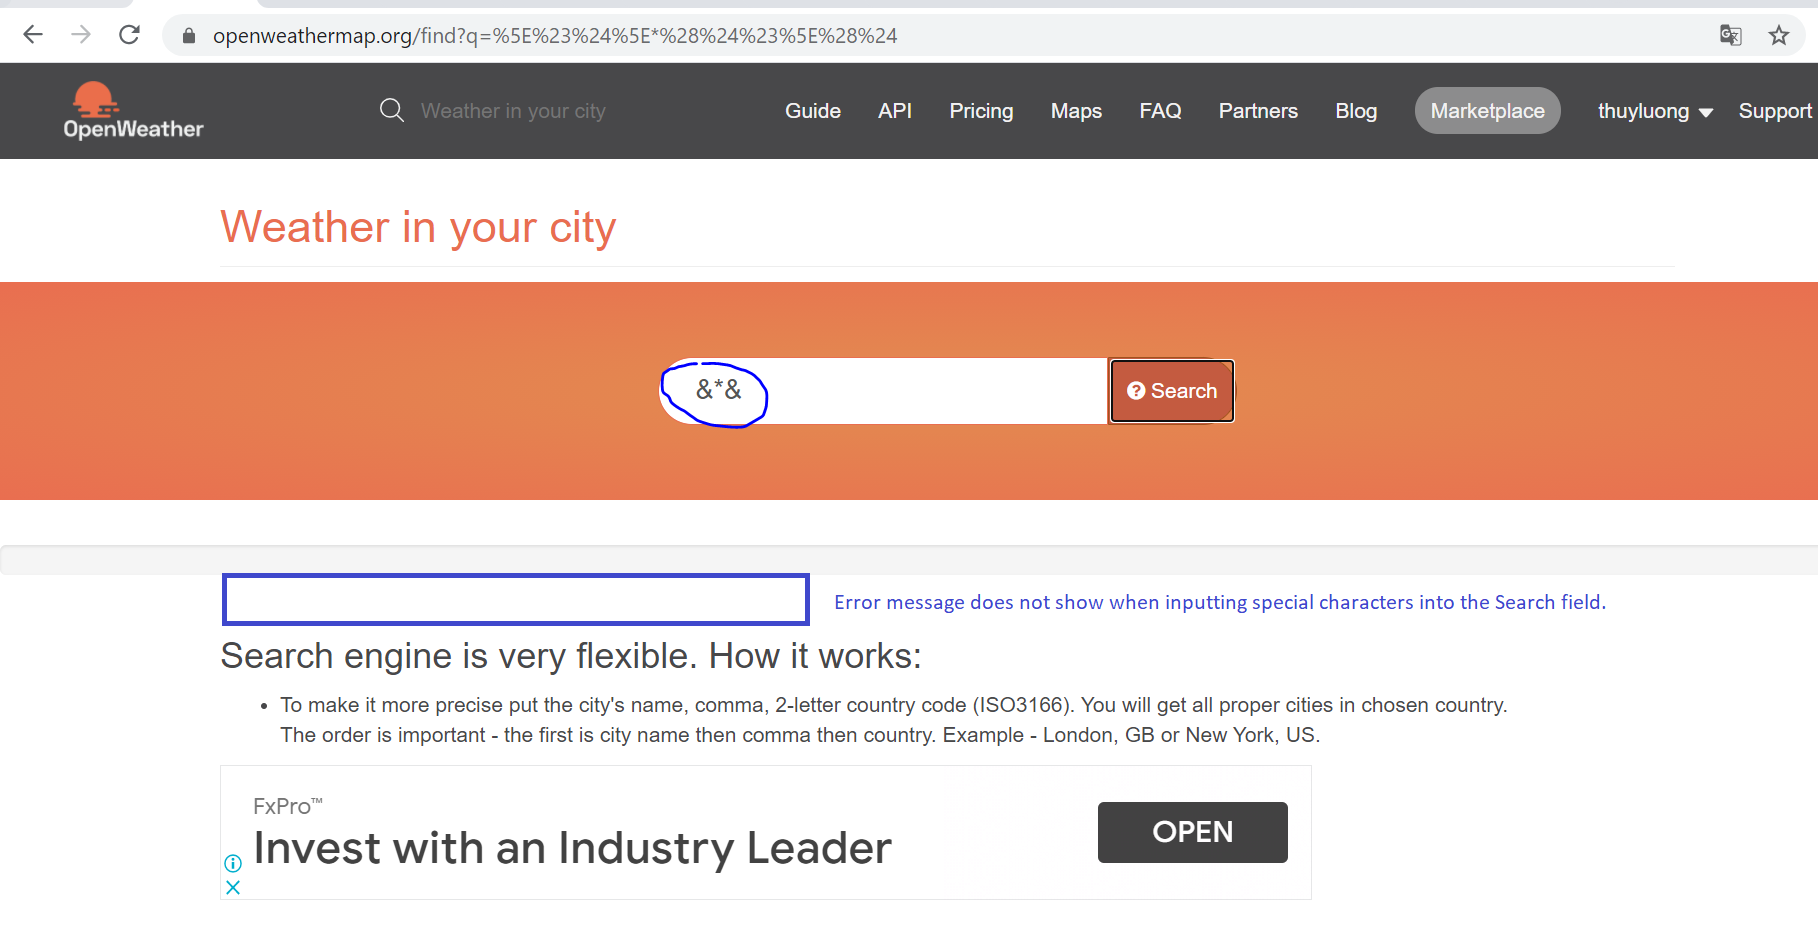 openweathermap.org/find?q=%5E%23%24%5E*%28%24%23%5E%28%24
OpenWeather
Weather in your city
Guide API Pricing Maps FAQ Partners Blog Marketplace thuyluong Support
Weather in your city
&*&
Search
Error message does not show when inputting special characters into the Search field.
Search engine is very flexible. How it works:
• To make it more precise put the city's name, comma, 2-letter country code (ISO3166). You will get all proper cities in chosen country.
The order is important - the first is city name then comma then country. Example - London, GB or New York, US.
FxPro™
Invest with an Industry Leader
OPEN